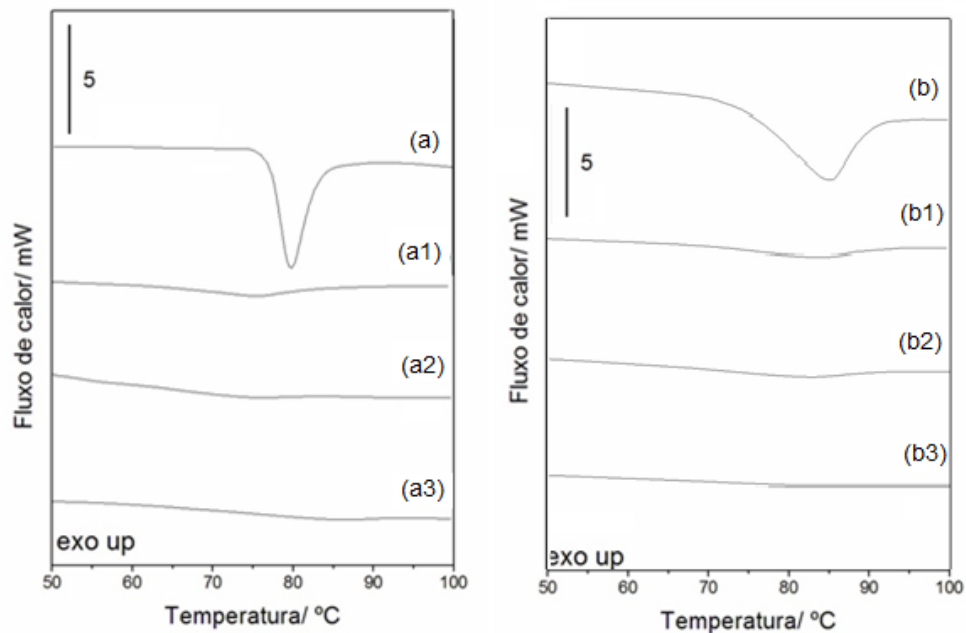 5
(a)
(a1)
(a2)
(a3)
exo up
Fluxo de calor/ mW
50 60 70 80 90 100
Temperatura/ ºC
(b)
5
(b1)
(b2)
(b3)
exo up
Fluxo de calor/ mW
50 60 70 80 90 100
Temperatura/ ºC